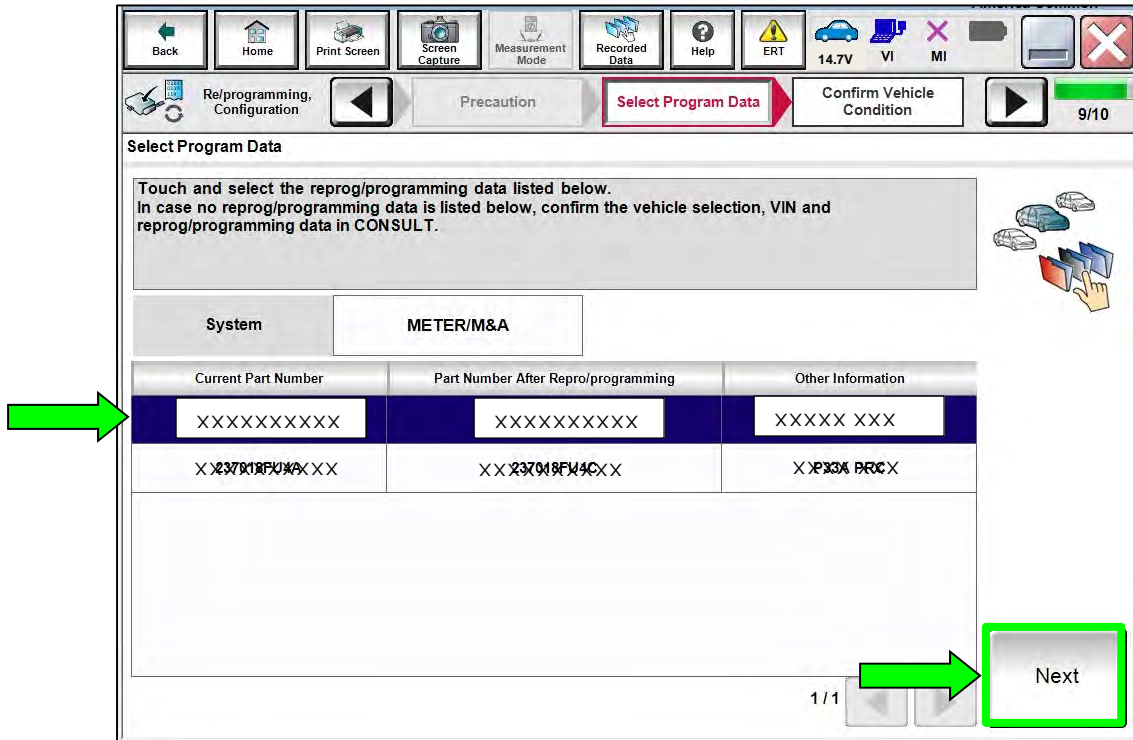 Back
Home
Print Screen
Screen
Capture
Measurement
Mode
Recorded
Data
Help
ERT
14.7V
VI
MI
Re/programming,
Configuration
Precaution
Select Program Data
Confirm Vehicle
Condition
9/10
Select Program Data
Touch and select the reprog/programming data listed below.
In case no reprog/programming data is listed below, confirm the vehicle selection, VIN and
reprog/programming data in CONSULT.
System
METER/M&A
Current Part Number
Part Number After Repro/programming
Other Information
XXXXXXXXXX
XXXXXXXXXX
XXXXX XXX
1/1
Next